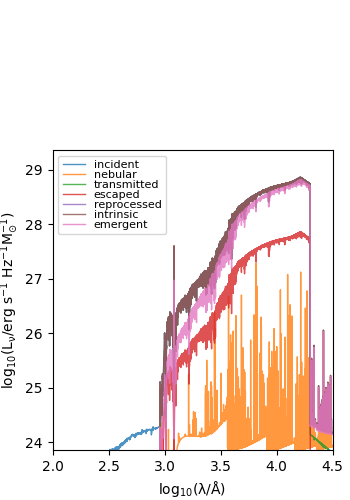 incident
nebular
transmitted
escaped
reprocessed
intrinsic
emergent
29
28
27
26
25
24
2.0 2.5 3.0 3.5 4.0 4.5
log₁₀(λ/Å)
log₁₀(Lν/erg s⁻¹ Hz⁻¹M⊙⁻¹)